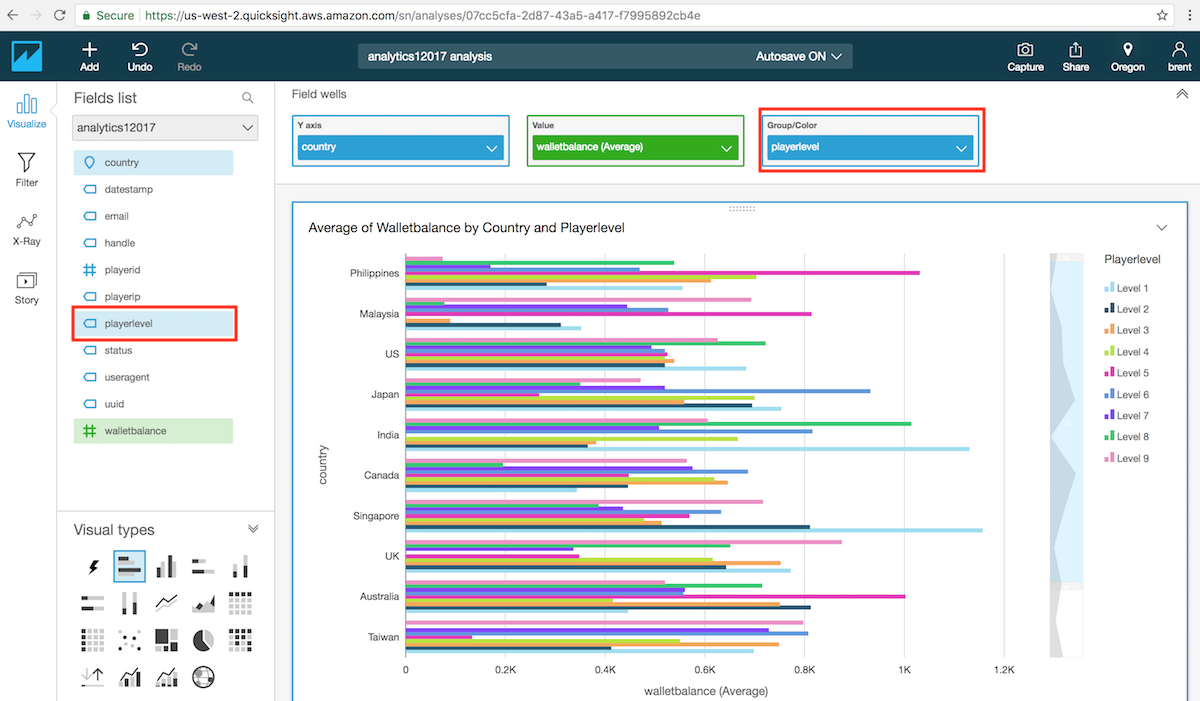 Secure | https://us-west-2.quicksight.aws.amazon.com/sn/analyses/07cc5cfa-2d87-43a5-a417-f7995892cb4e
Add
Undo
Redo
analytics12017 analysis
Autosave ON
Capture
Share
Oregon
brent
Visualize
Filter
X-Ray
Story
Fields list
analytics12017
country
datestamp
email
handle
playerid
playerip
playerlevel
status
useragent
uuid
walletbalance
Visual types
Field wells
Y axis
country
Value
walletbalance (Average)
Group/Color
playerlevel
Average of Walletbalance by Country and Playerlevel
country
Philippines
Malaysia
US
Japan
India
Canada
Singapore
UK
Australia
Taiwan
0
0.2K
0.4K
0.6K
0.8K
1K
1.2K
walletbalance (Average)
Playerlevel
Level 1
Level 2
Level 3
Level 4
Level 5
Level 6
Level 7
Level 8
Level 9